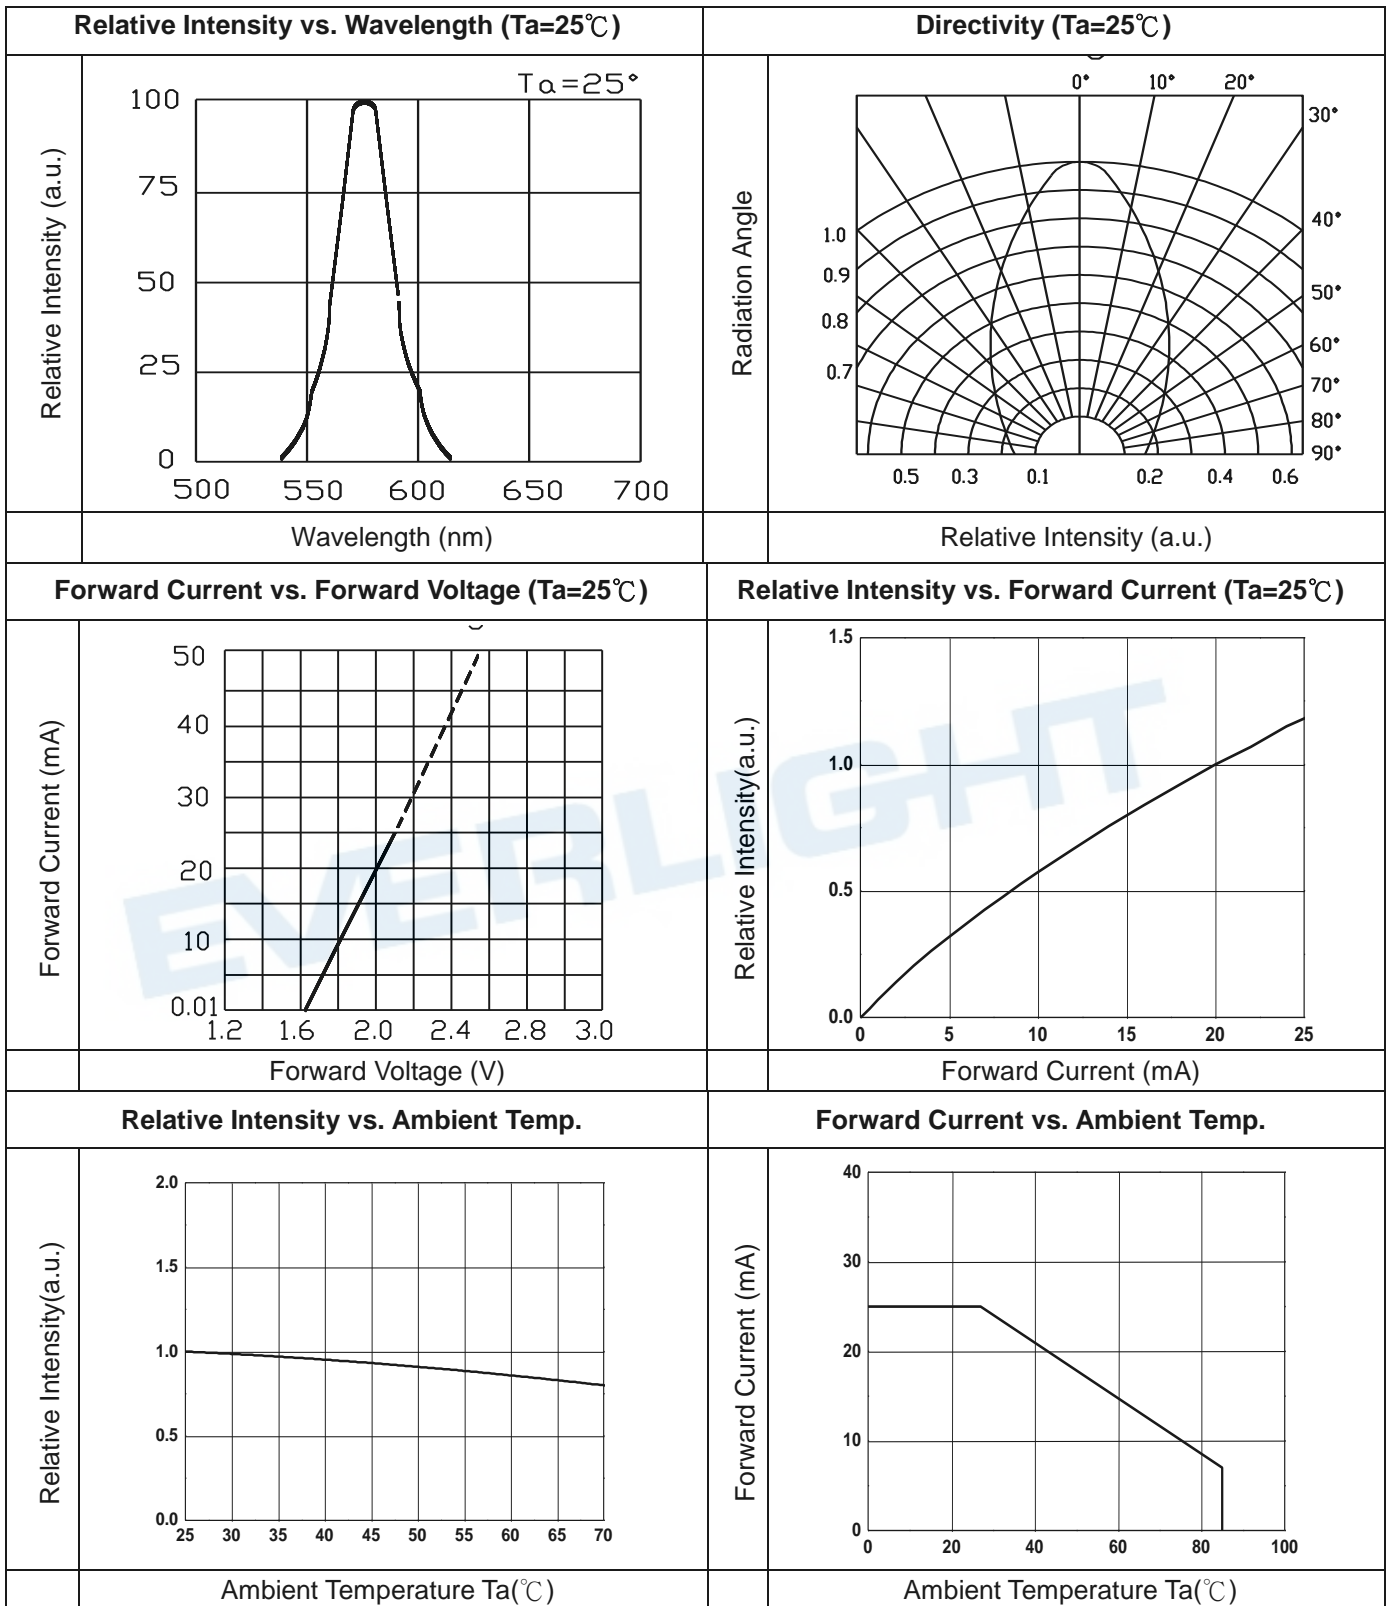 Relative Intensity vs. Wavelength (Ta=25℃)
Directivity (Ta=25℃)
Relative Intensity (a.u.)
Ta=25°
100
75
50
25
0
500 550 600 650 700
Wavelength (nm)
Radiation Angle
0° 10° 20°
30°
40°
50°
60°
70°
80°
90°
1.0
0.9
0.8
0.7
0.5 0.3 0.1 0.2 0.4 0.6
Relative Intensity (a.u.)
Forward Current vs. Forward Voltage (Ta=25℃)
Relative Intensity vs. Forward Current (Ta=25℃)
Forward Current (mA)
50
40
30
20
10
0.01
1.2 1.6 2.0 2.4 2.8 3.0
Forward Voltage (V)
Relative Intensity(a.u.)
1.5
1.0
0.5
0.0
0 5 10 15 20 25
Forward Current (mA)
EVERLIGHT
Relative Intensity vs. Ambient Temp.
Forward Current vs. Ambient Temp.
Relative Intensity(a.u.)
2.0
1.5
1.0
0.5
0.0
25 30 35 40 45 50 55 60 65 70
Ambient Temperature Ta(℃)
Forward Current (mA)
40
30
20
10
0
0 20 40 60 80 100
Ambient Temperature Ta(℃)